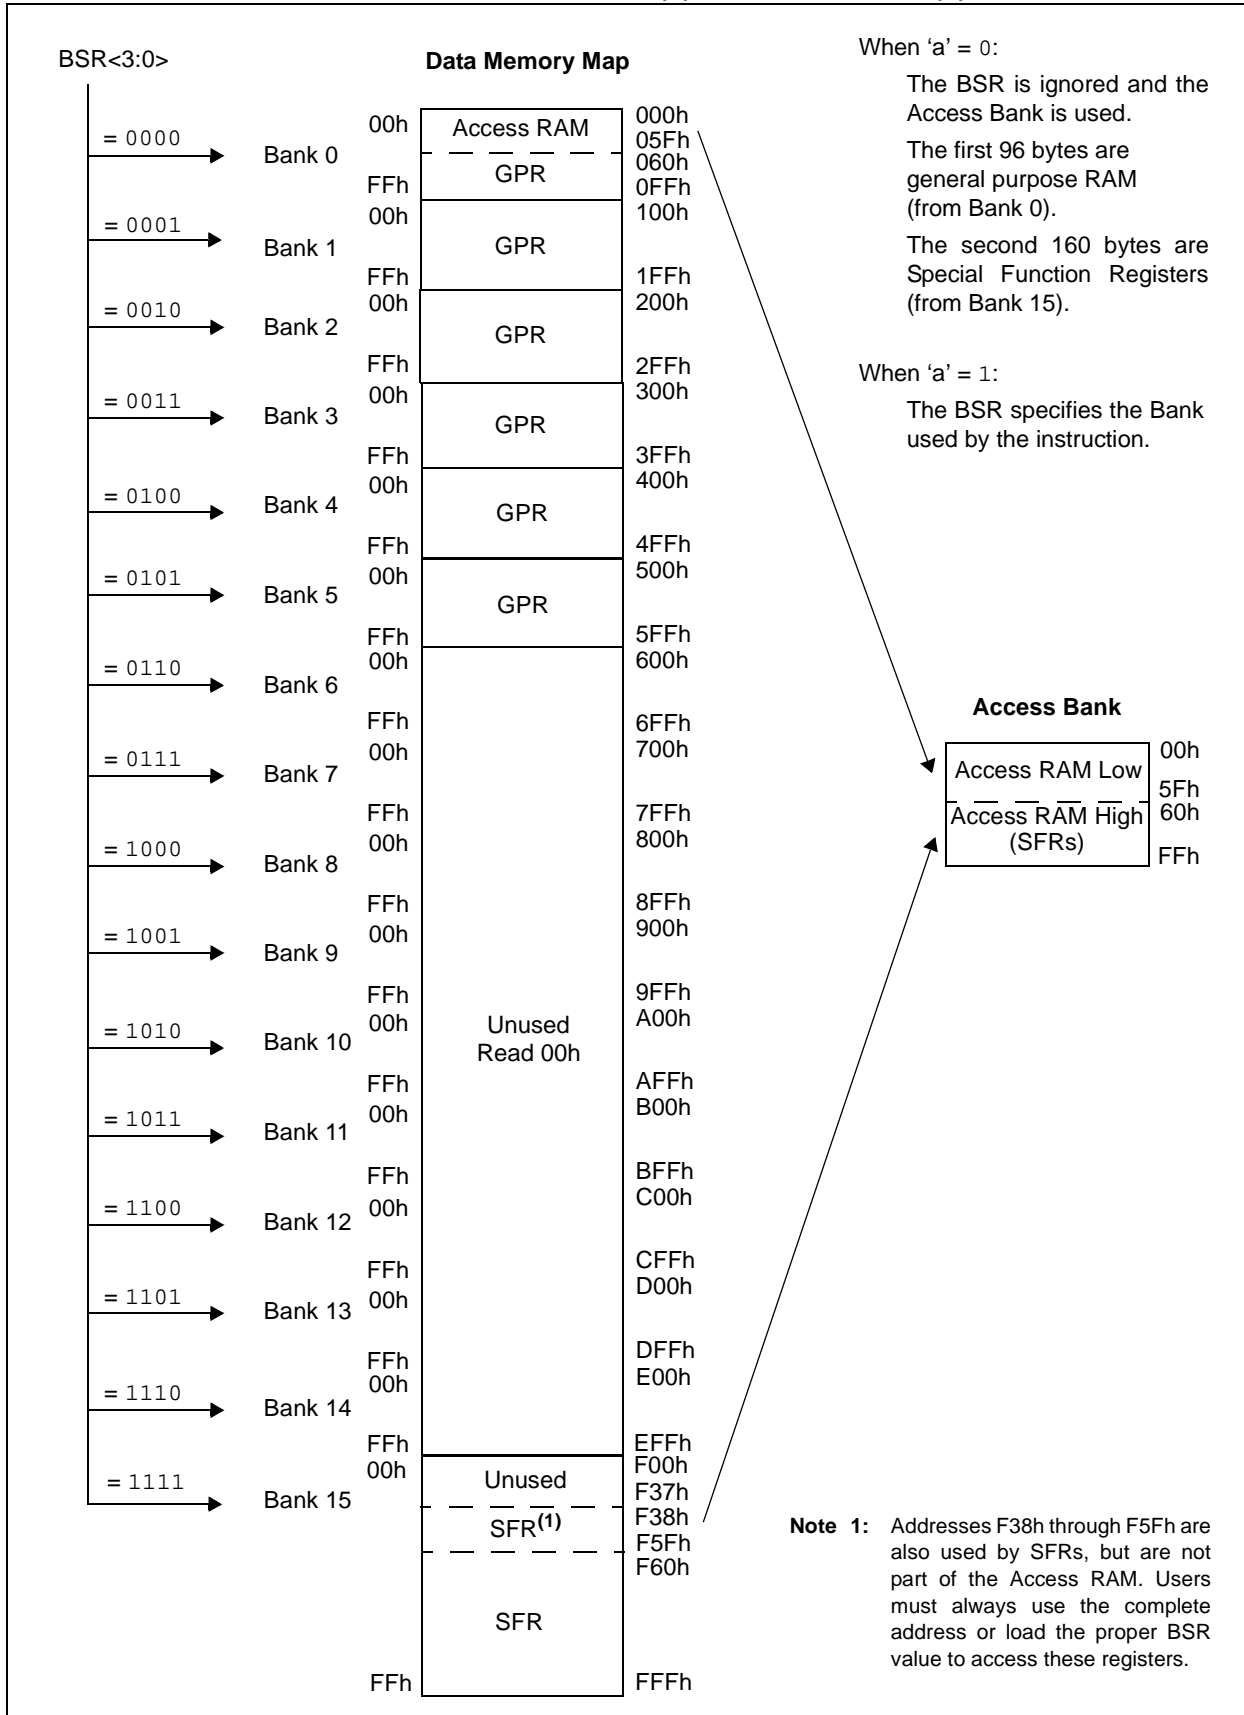 BSR<3:0>
Data Memory Map
When ‘a’ = 0:
The BSR is ignored and the
Access Bank is used.
The first 96 bytes are
general purpose RAM
(from Bank 0).
The second 160 bytes are
Special Function Registers
(from Bank 15).
When ‘a’ = 1:
The BSR specifies the Bank
used by the instruction.
= 0000
Bank 0
00h
Access RAM
000h
05Fh
GPR
060h
FFh
0FFh
= 0001
Bank 1
00h
100h
GPR
FFh
1FFh
= 0010
Bank 2
00h
200h
GPR
FFh
2FFh
= 0011
Bank 3
00h
300h
GPR
FFh
3FFh
= 0100
Bank 4
00h
400h
GPR
FFh
4FFh
= 0101
Bank 5
00h
500h
GPR
FFh
5FFh
= 0110
Bank 6
00h
600h
FFh
6FFh
= 0111
Bank 7
00h
700h
FFh
7FFh
= 1000
Bank 8
00h
800h
FFh
8FFh
= 1001
Bank 9
00h
900h
FFh
9FFh
= 1010
Bank 10
00h
A00h
Unused
Read 00h
FFh
AFFh
= 1011
Bank 11
00h
B00h
FFh
BFFh
= 1100
Bank 12
00h
C00h
FFh
CFFh
= 1101
Bank 13
00h
D00h
FFh
DFFh
= 1110
Bank 14
00h
E00h
FFh
EFFh
= 1111
Bank 15
00h
F00h
Unused
F37h
SFR(1)
F38h
F5Fh
F60h
SFR
FFh
FFFh
Access Bank
Access RAM Low
00h
5Fh
Access RAM High
(SFRs)
60h
FFh
Note 1: Addresses F38h through F5Fh are
also used by SFRs, but are not
part of the Access RAM. Users
must always use the complete
address or load the proper BSR
value to access these registers.